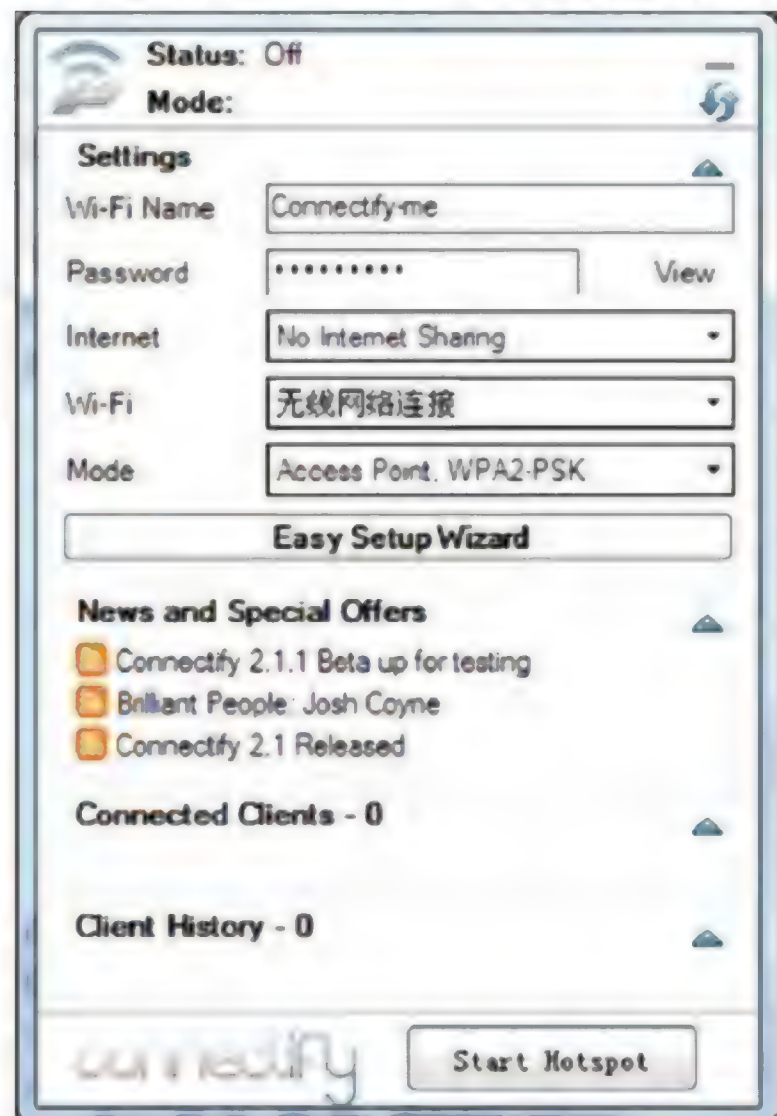 Status: Off
Mode:
Settings
Wi-Fi Name Connectify-me
Password ••••••••• View
Internet No Internet Sharing
Wi-Fi 无线网络连接
Mode Access Point, WPA2-PSK
Easy Setup Wizard
News and Special Offers
Connectify 2.1.1 Beta up for testing
Brilliant People: Josh Coyne
Connectify 2.1 Released
Connected Clients - 0
Client History - 0
connectify Start Hotspot